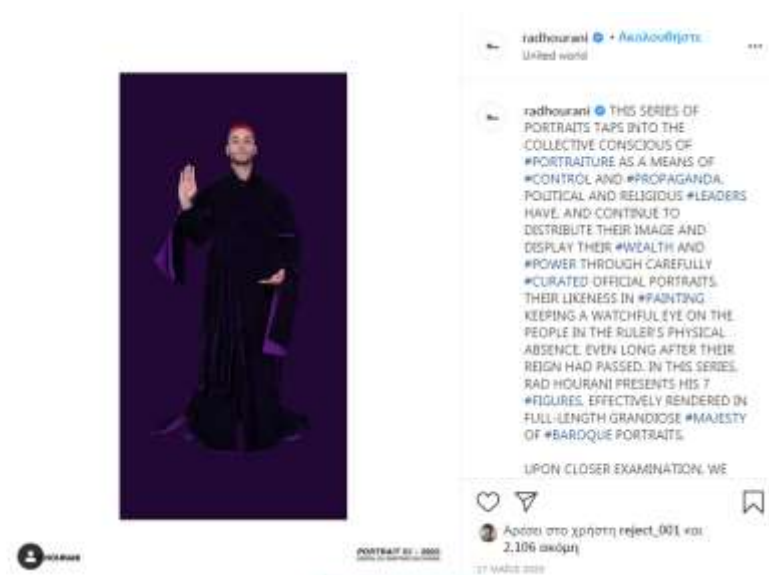 radhourani • Ακολουθήστε
United world
radhourani THIS SERIES OF
PORTRAITS TAPS INTO THE
COLLECTIVE CONSCIOUS OF
#PORTRAITURE AS A MEANS OF
#CONTROL AND #PROPAGANDA.
POLITICAL AND RELIGIOUS #LEADERS
HAVE, AND CONTINUE TO
DISTRIBUTE THEIR IMAGE AND
DISPLAY THEIR #WEALTH AND
#POWER THROUGH CAREFULLY
#CURATED OFFICIAL PORTRAITS.
THEIR LIKENESS IN #PAINTING
KEEPING A WATCHFUL EYE ON THE
PEOPLE IN THE RULER'S PHYSICAL
ABSENCE. EVEN LONG AFTER THEIR
REIGN HAD PASSED. IN THIS SERIES,
RAD HOURANI PRESENTS HIS 7
#FIGURES, EFFECTIVELY RENDERED IN
FULL-LENGTH GRANDIOSE #MAJESTY
OF #BAROQUE PORTRAITS.
UPON CLOSER EXAMINATION, WE
Αρέσει στο χρήστη reject_001 και
2.106 ακόμη
HOURANI